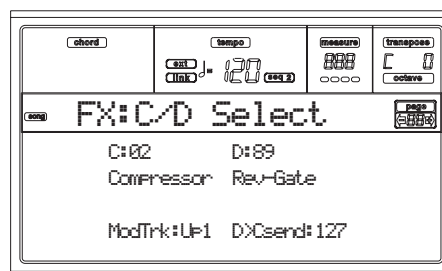 chord tempo measure transpose
ext link ♩= 120 seq 2 888 [ 0
octave
song FX:C/D Select page 88
C:02 D:89
Compressor Rev-Gate
ModTrk:Up1 D>Csend:127